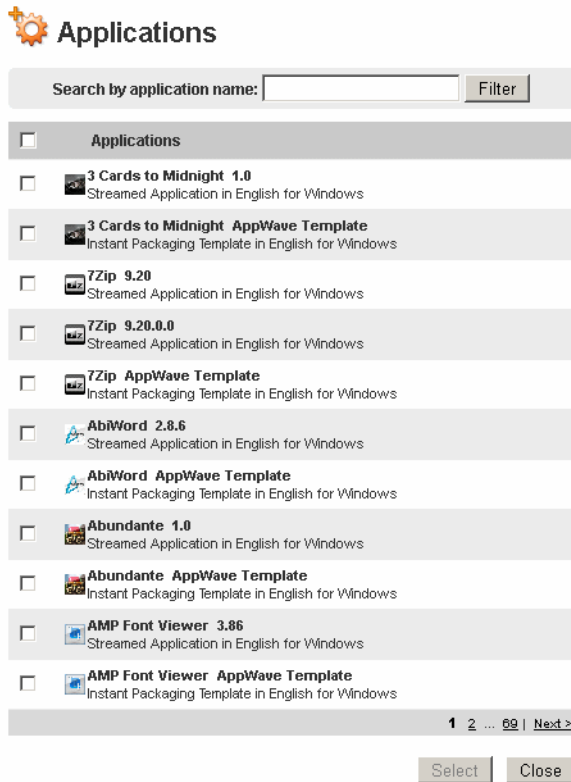 Applications
Search by application name: Filter
Applications
3 Cards to Midnight 1.0
Streamed Application in English for Windows
3 Cards to Midnight AppWave Template
Instant Packaging Template in English for Windows
7Zip 9.20
Streamed Application in English for Windows
7Zip 9.20.0.0
Streamed Application in English for Windows
7Zip AppWave Template
Instant Packaging Template in English for Windows
AbiWord 2.8.6
Streamed Application in English for Windows
AbiWord AppWave Template
Instant Packaging Template in English for Windows
Abundante 1.0
Streamed Application in English for Windows
Abundante AppWave Template
Instant Packaging Template in English for Windows
AMP Font Viewer 3.86
Streamed Application in English for Windows
AMP Font Viewer AppWave Template
Instant Packaging Template in English for Windows
1 2 ... 69 | Next >
Select Close